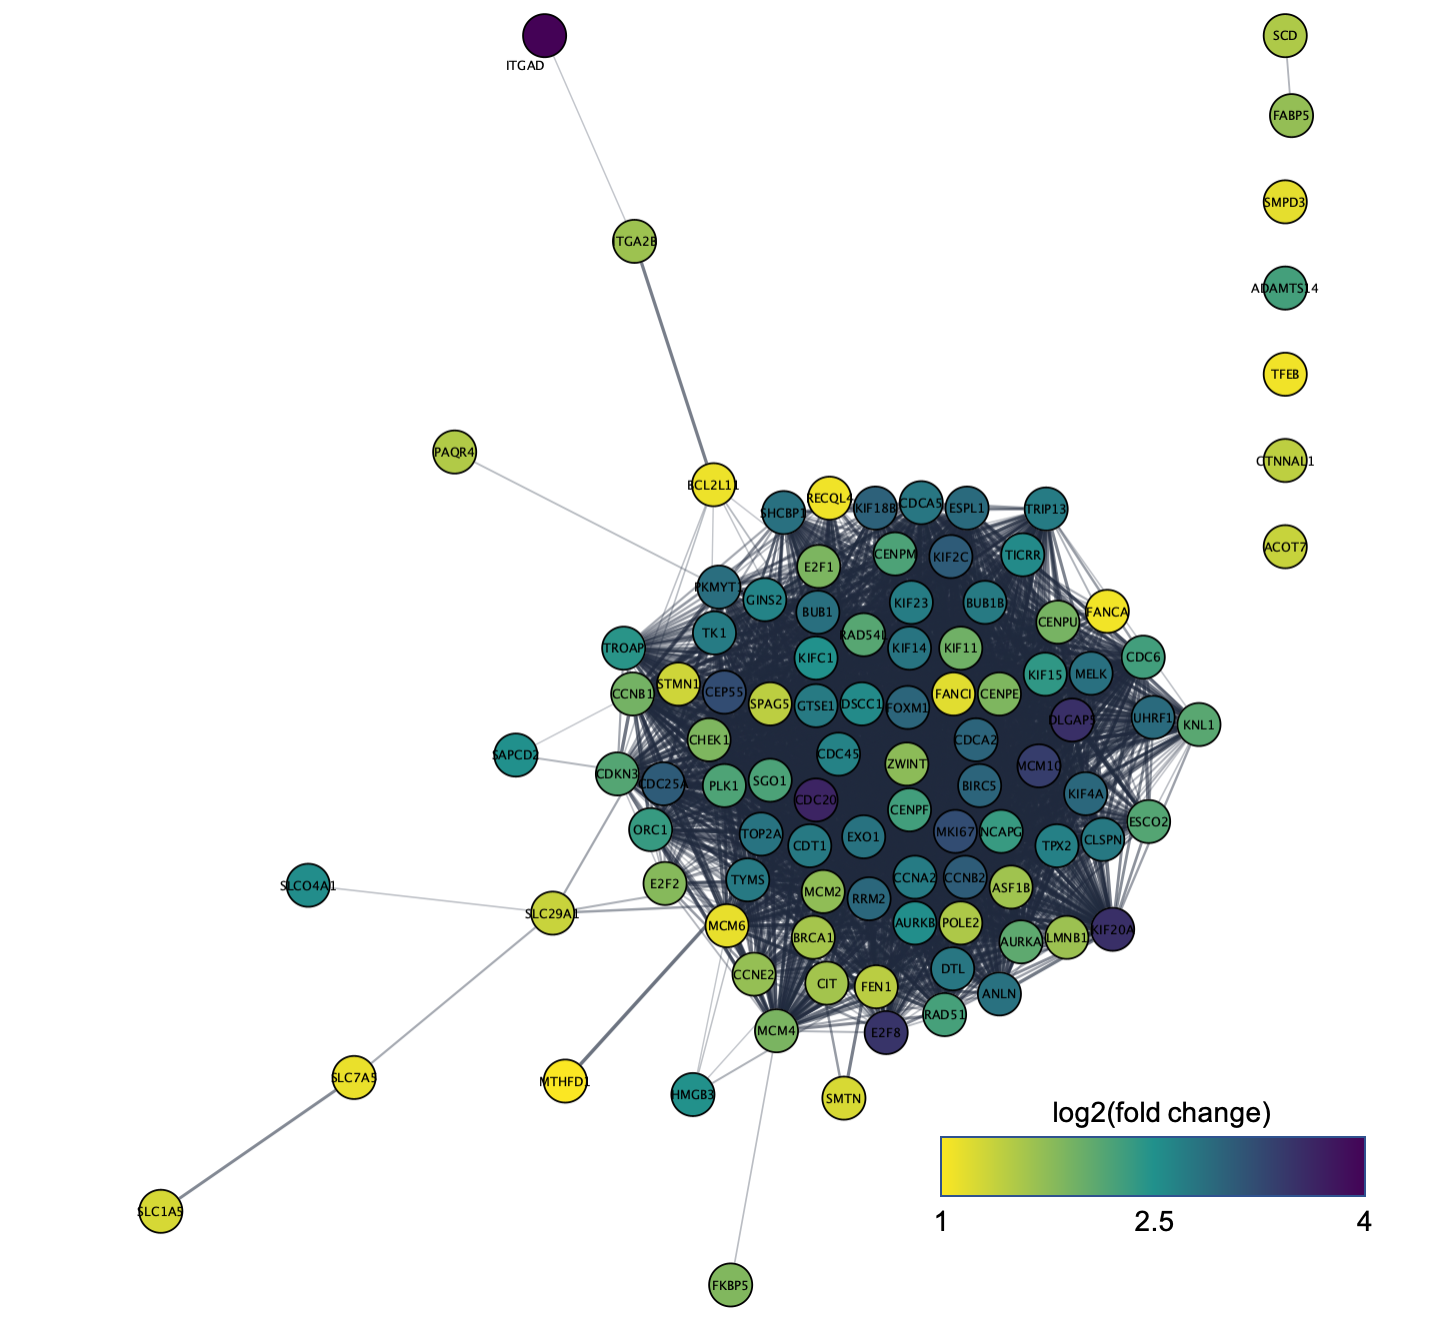 ITGAD
SCD
FABP5
SMPD3
TGA2B
ADAMTS14
TFEB
PAQR4
CTNNAL1
BCL2L11
RECQL4
SHCBP1
KIF18B
CDCA5
ESPL1
TRIP13
ACOT7
CENPM
KIF2C
TICRR
E2F1
PKMYT1
GINS2
KIF23
BUB1B
BUB1
FANCA
CENPU
TK1
RAD54L
TROAP
KIF14
KIF11
KIFC1
CDC6
KIF15
MELK
STMN1
CCNB1
CEP55
SPAG5
GTSE1
DSCC1
FOXM1
FANCI
CENPE
DLGAP5
UHRF1
KNL1
CHEK1
CDCA2
SAPCD2
CDC45
ZWINT
MCM10
CDKN3
CDC25A
PLK1
SGO1
BIRC5
KIF4A
CDC20
CENPF
ESCO2
ORC1
TOP2A
CDT1
EXO1
MKI67
NCAPG
TPX2
CLSPN
SLCO4A1
E2F2
TYMS
MCM2
RRM2
CCNA2
CCNB2
ASF1B
SLC29A1
MCM6
BRCA1
AURKB
POLE2
AURKA
LMNB1
KIF20A
CCNE2
CIT
FEN1
DTL
ANLN
RAD51
MCM4
E2F8
SLC7A5
MTHFD1
HMGB3
SMTN
log2(fold change)
1
2.5
4
SLC1A5
FKBP5